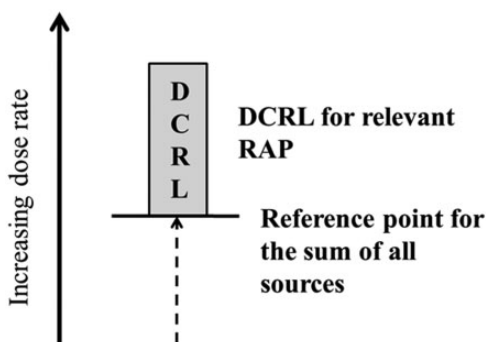 Increasing dose rate
D
C
R
L
DCRL for relevant
RAP
Reference point for
the sum of all
sources